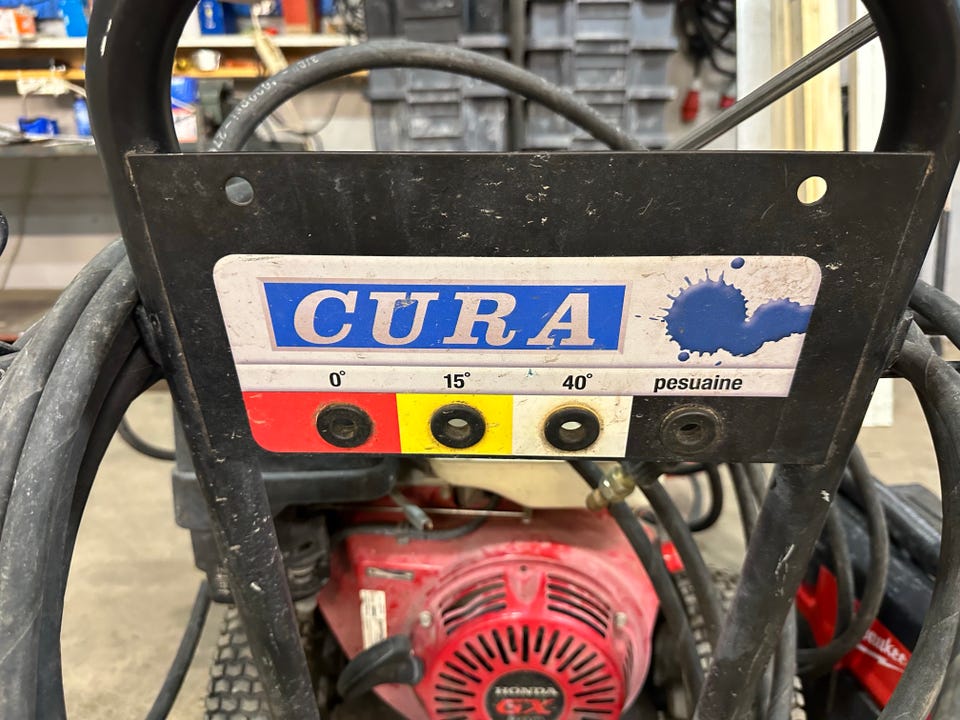 CURA
0° 15° 40° pesuaine
HONDA
GX